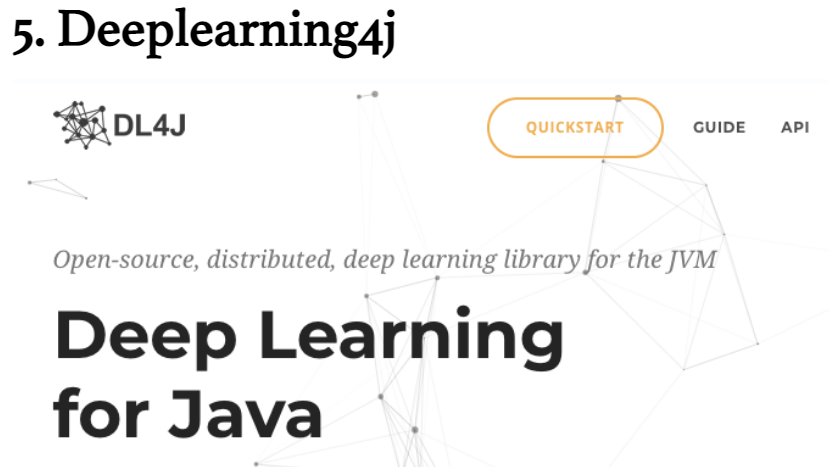 5. Deeplearning4j
DL4J QUICKSTART GUIDE API
Open-source, distributed, deep learning library for the JVM
Deep Learning
for Java